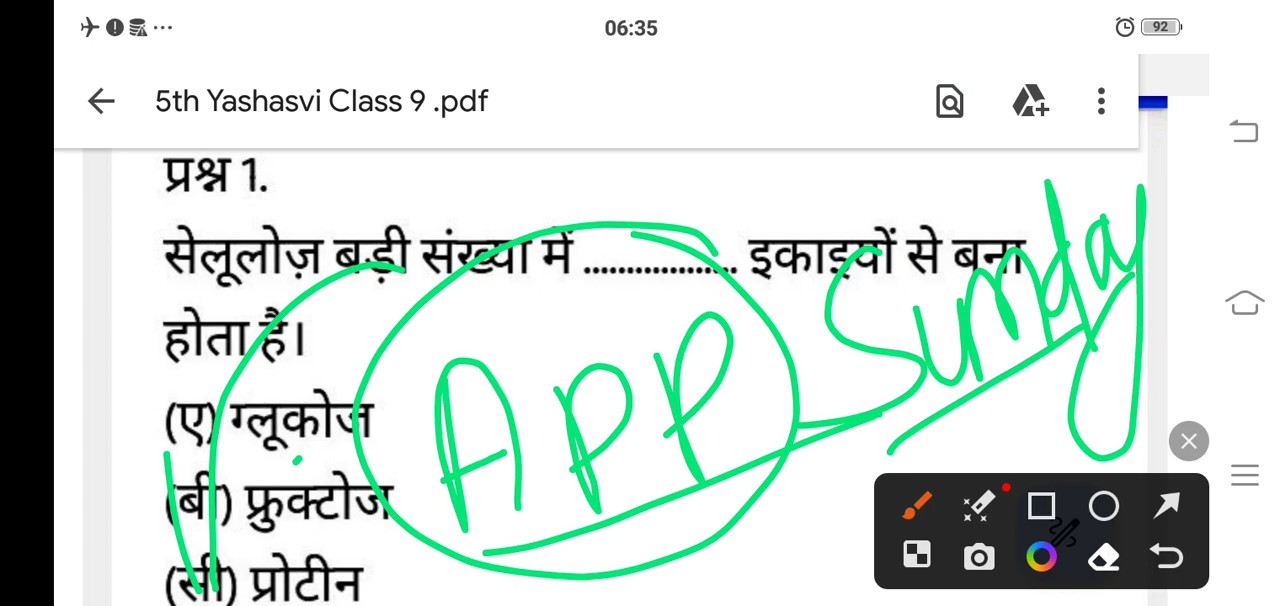 06:35
92
5th Yashasvi Class 9 .pdf
प्रश्न 1.
सेलूलोज़ बड़ी संख्या में ................. इकाइयों से बना
होता है।
(ए) ग्लूकोज
(बी) फ्रुक्टोज
(सी) प्रोटीन
APP Sunday